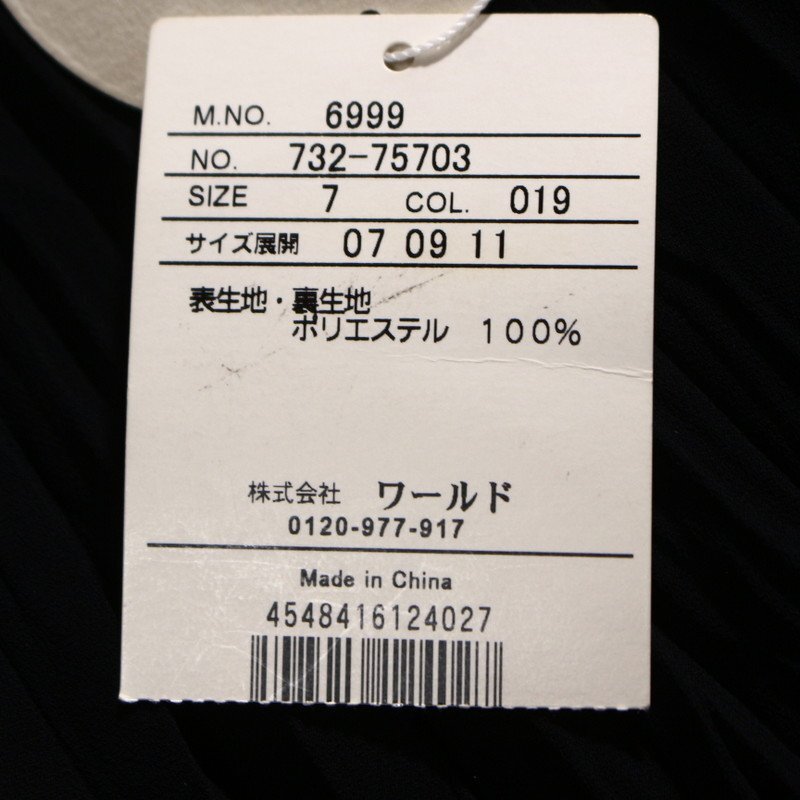 M.NO. 6999
NO. 732-75703
SIZE 7 COL. 019
サイズ展開 07 09 11
表生地・裏生地
ポリエステル 100%
株式会社 ワールド
0120-977-917
Made in China
4548416124027